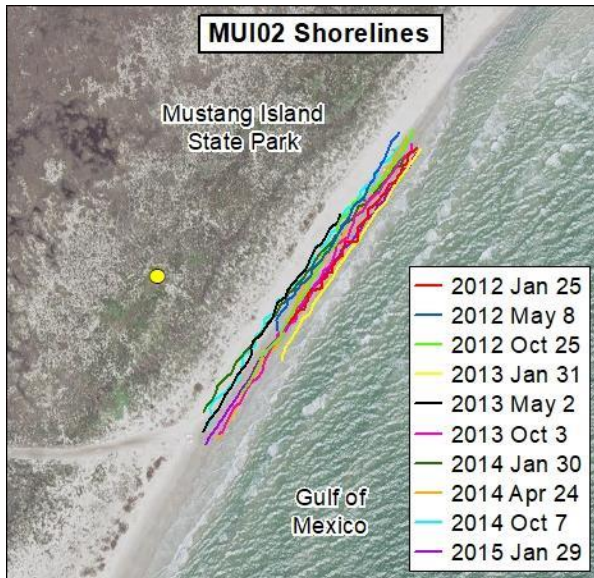 MUI02 Shorelines
Mustang Island
State Park
2012 Jan 25
2012 May 8
2012 Oct 25
2013 Jan 31
2013 May 2
2013 Oct 3
2014 Jan 30
2014 Apr 24
2014 Oct 7
2015 Jan 29
Gulf of
Mexico